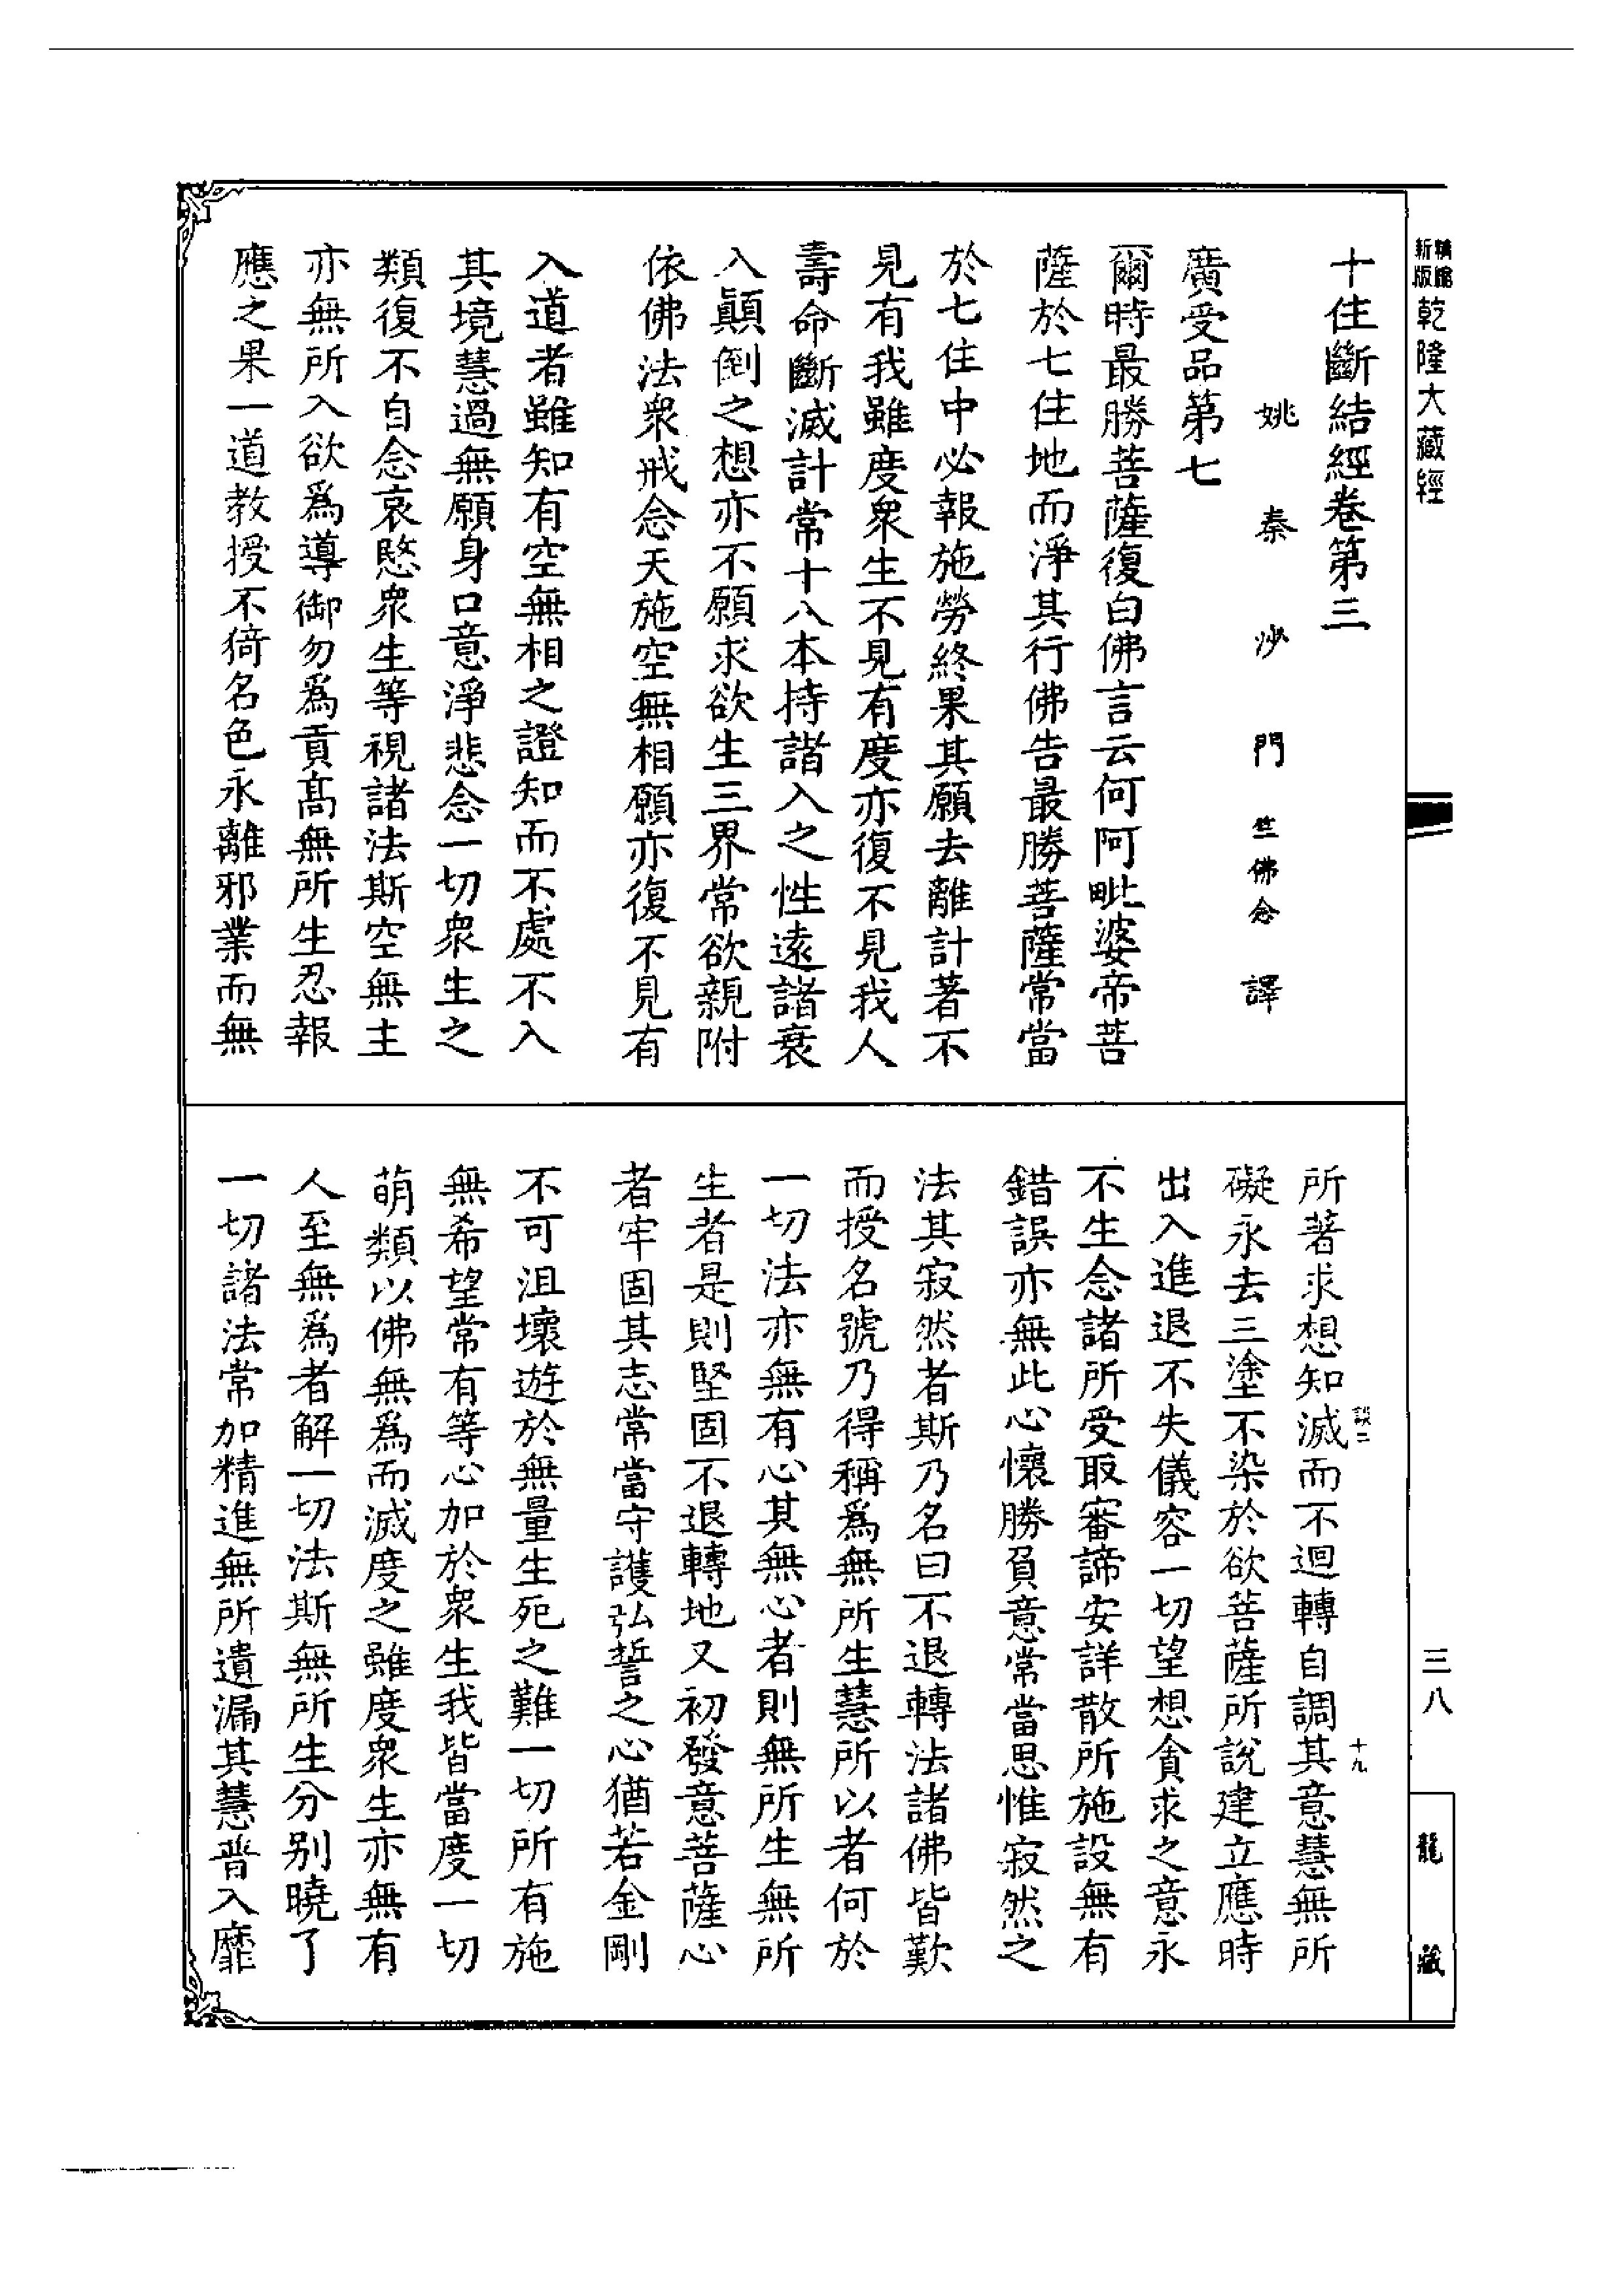 精縮新版乾隆大藏經
十住斷結經卷第三
姚秦沙門竺佛念譯
廣受品第七
爾時最勝菩薩復白佛言云何阿毗婆帝菩
薩於七住地而淨其行佛告最勝菩薩常當
於七住中必報施勞終果其願去離計著不
見有我雖度眾生不見有度亦復不見我人
壽命斷滅計常十八本持諸入之性遠諸衰
入顛倒之想亦不願求欲生三界常欲親附
依佛法眾戒念天施空無相願亦復不見有
入道者雖知有空無相之證知而不處不入
其境慧過無願身口意淨悲念一切眾生之
類復不自念哀愍眾生等視諸法斯空無主
亦無所入欲為導御勿為貢高無所生忍報
應之果一道教授不猗名色永離邪業而無
所著求想知滅而不迴轉自調其意慧無所
礙永去三塗不染於欲菩薩所說建立應時
出入進退不失儀容一切望想貪求之意永
不生念諸所受取審諦安詳散所施設無有
錯誤亦無此心懷勝負意常當思惟寂然之
法其寂然者斯乃名曰不退轉法諸佛皆歎
而授名號乃得稱為無所生慧所以者何於
一切法亦無有心其無心者則無所生無所
生者是則堅固不退轉地又初發意菩薩心
者牢固其志常當守護弘誓之心猶若金剛
不可沮壞遊於無量生死之難一切所有施
無希望常有等心加於眾生我皆當度一切
萌類以佛無為而滅度之雖度眾生亦無有
人至無為者解一切法斯無所生分別曉了
一切諸法常加精進無所遺漏其慧普入靡
十九
三八
龍藏